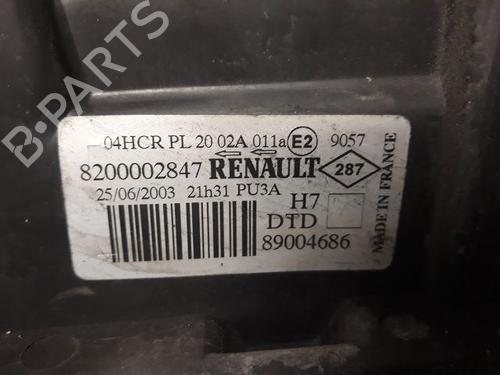 B-PARTS
04HCR PL 20 02A 011a E2 9057
8200002847 RENAULT 287
25/06/2003 21h31 PU3A
H7
DTD
89004686
MADE IN FRANCE